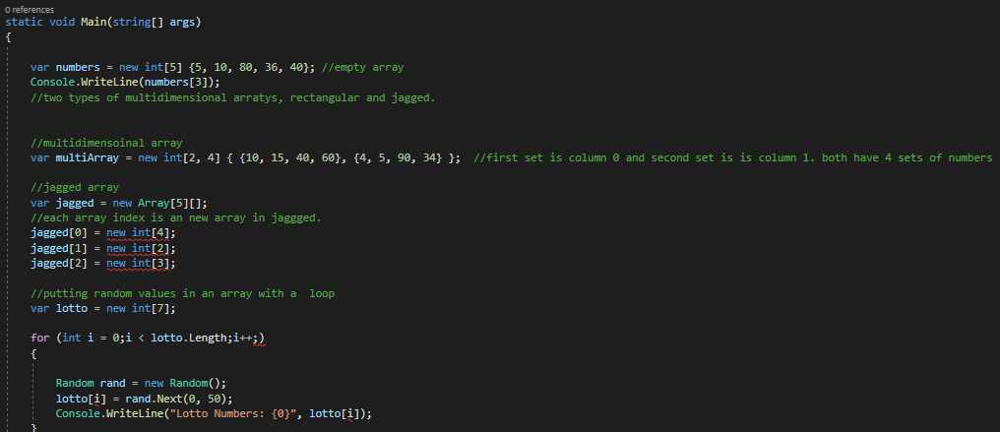 0 references
static void Main(string[] args)
{
var numbers = new int[5] {5, 10, 80, 36, 40}; //empty array
Console.WriteLine(numbers[3]);
//two types of multidimensional arratys, rectangular and jagged.
//multidimensoinal array
var multiArray = new int[2, 4] { {10, 15, 40, 60}, {4, 5, 90, 34} };  //first set is column 0 and second set is is column 1. both have 4 sets of numbers
//jagged array
var jagged = new Array[5][];
//each array index is an new array in jaggged.
jagged[0] = new int[4];
jagged[1] = new int[2];
jagged[2] = new int[3];
//putting random values in an array with a  loop
var lotto = new int[7];
for (int i = 0;i < lotto.Length;i++;)
{
Random rand = new Random();
lotto[i] = rand.Next(0, 50);
Console.WriteLine("Lotto Numbers: {0}", lotto[i]);
}